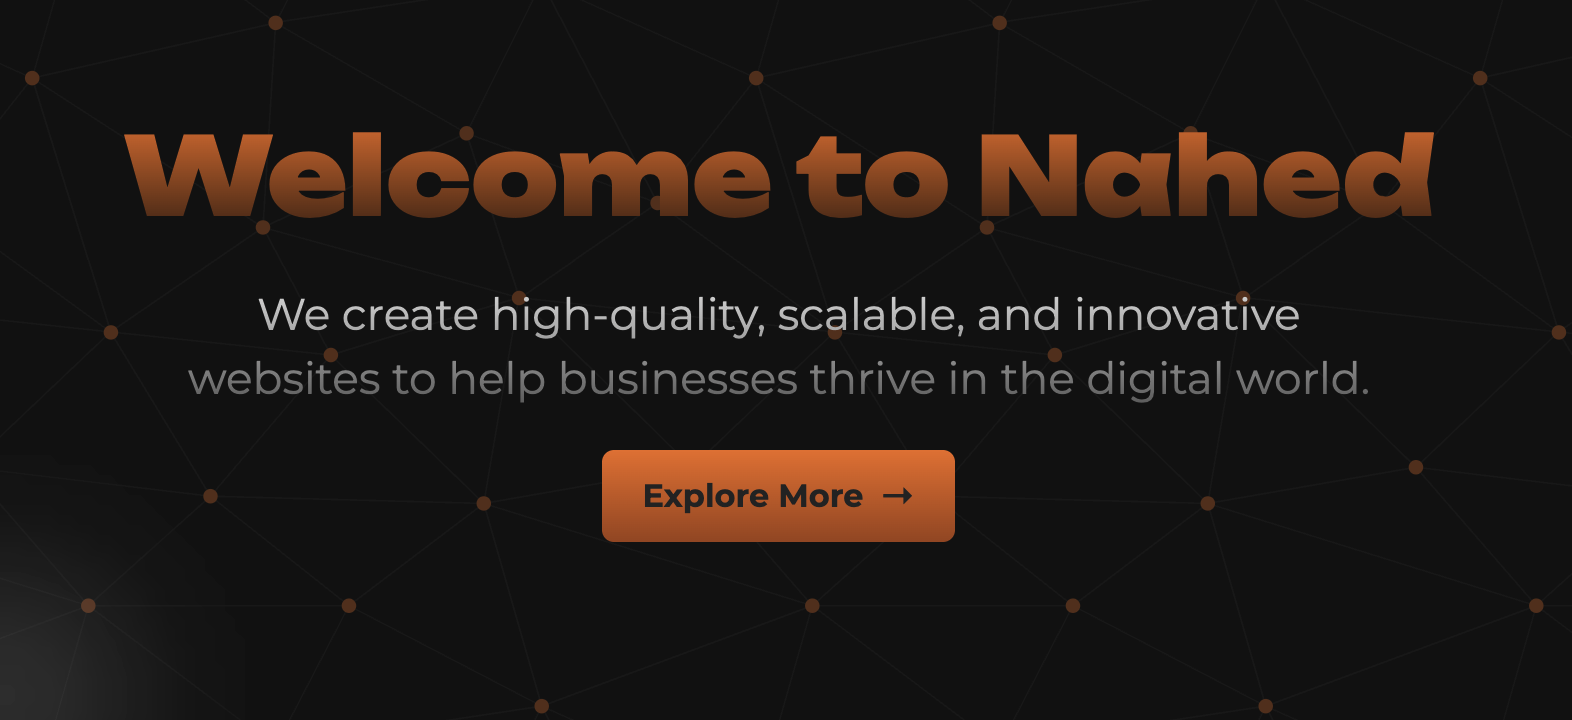 Welcome to Nahed
We create high-quality, scalable, and innovative
websites to help businesses thrive in the digital world.
Explore More →